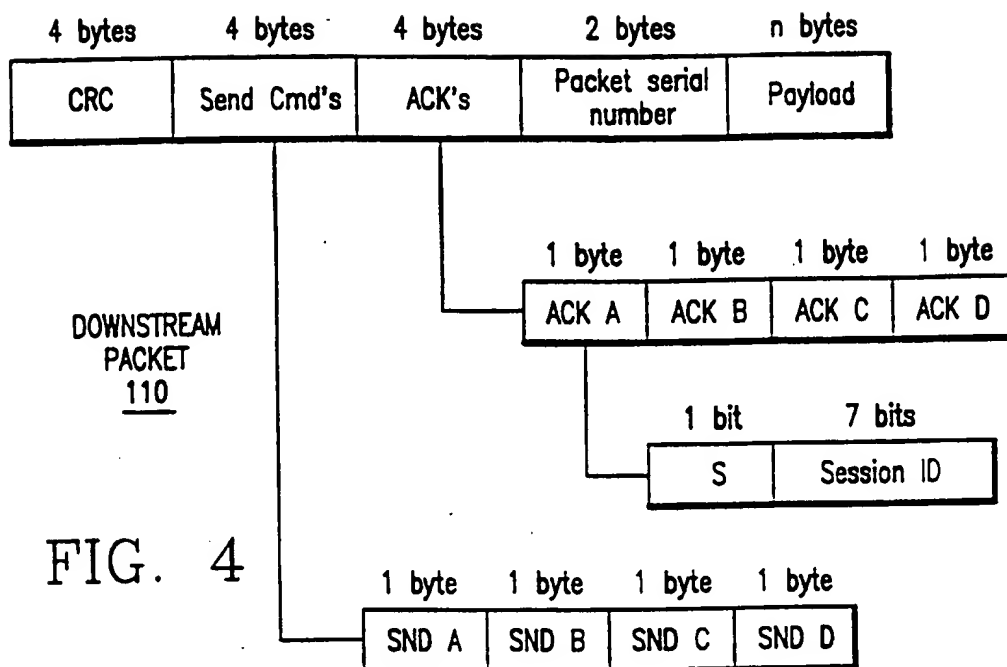 4 bytes 4 bytes 4 bytes 2 bytes n bytes
CRC Send Cmd's ACK's Packet serial number Payload
1 byte 1 byte 1 byte 1 byte
ACK A ACK B ACK C ACK D
DOWNSTREAM
PACKET
110
1 bit 7 bits
S Session ID
FIG. 4
1 byte 1 byte 1 byte 1 byte
SND A SND B SND C SND D